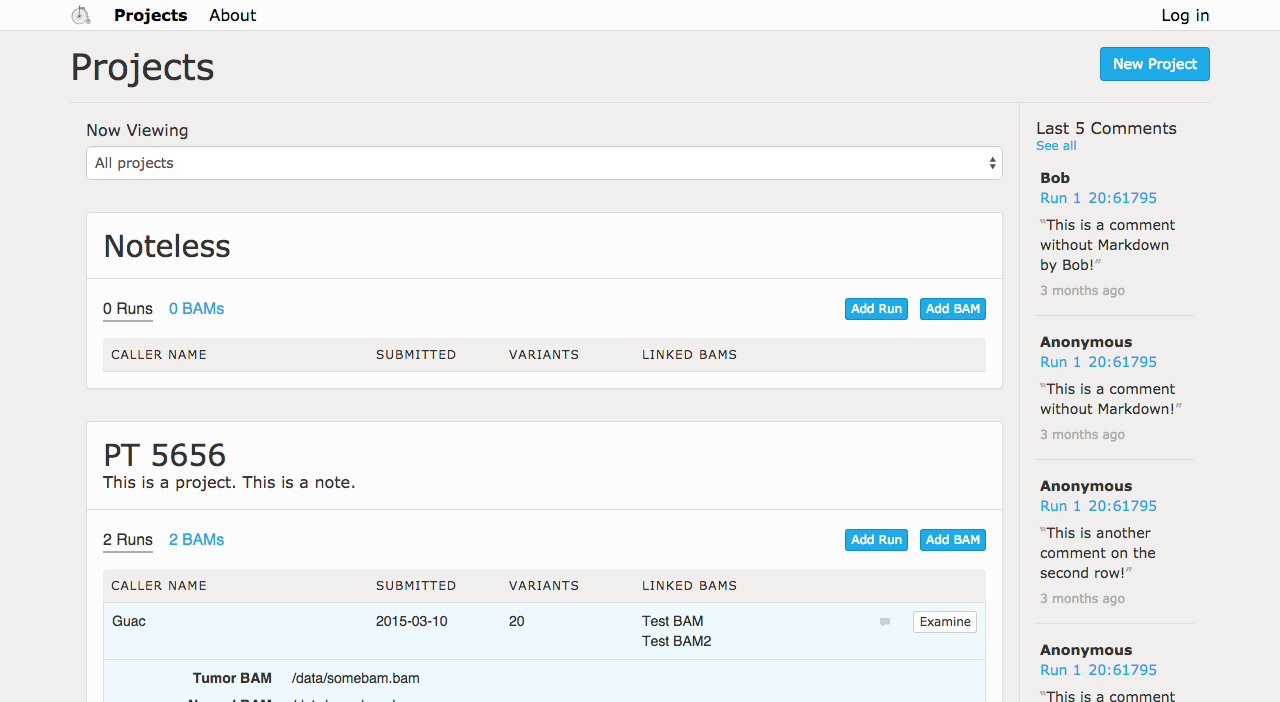 Projects About Log in
Projects
New Project
Now Viewing
All projects
Noteless
0 Runs 0 BAMs Add Run Add BAM
CALLER NAME SUBMITTED VARIANTS LINKED BAMS
PT 5656
This is a project. This is a note.
2 Runs 2 BAMs Add Run Add BAM
CALLER NAME SUBMITTED VARIANTS LINKED BAMS
Guac 2015-03-10 20 Test BAM Examine
Test BAM2
Tumor BAM /data/somebam.bam
Last 5 Comments
See all
Bob
Run 1 20:61795
"This is a comment
without Markdown
by Bob!"
3 months ago
Anonymous
Run 1 20:61795
"This is a comment
without Markdown!"
3 months ago
Anonymous
Run 1 20:61795
"This is another
comment on the
second row!"
3 months ago
Anonymous
Run 1 20:61795
"This is a comment